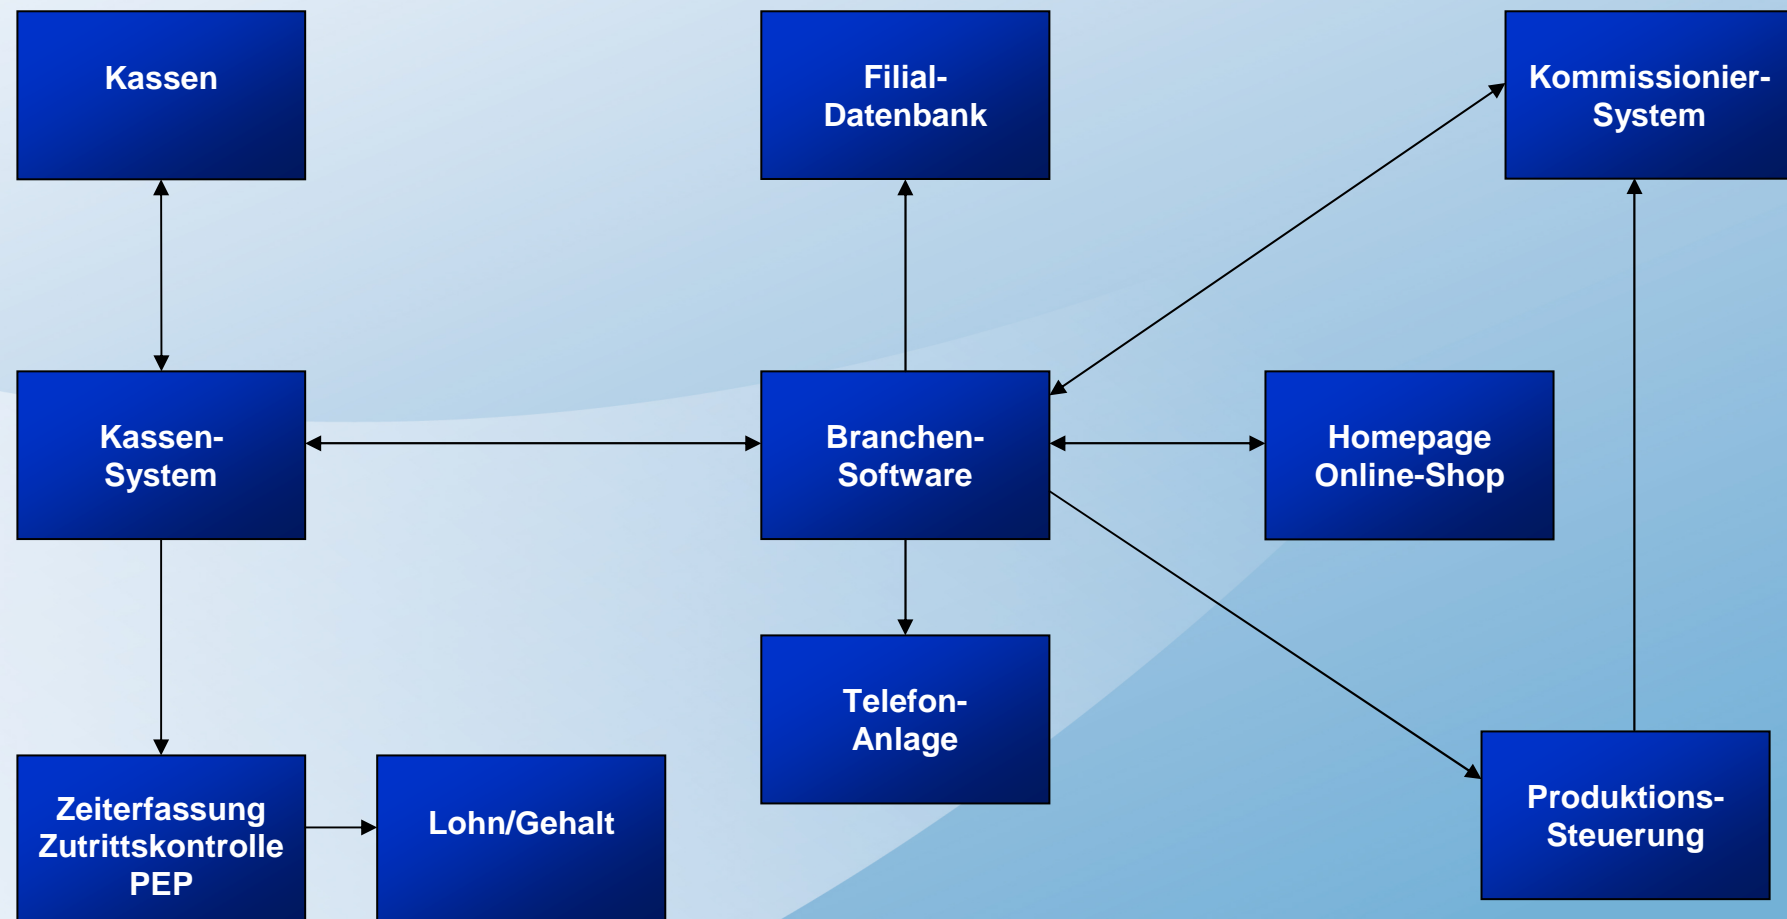 Kassen
Filial-
Datenbank
Kommissionier-
System
Kassen-
System
Branchen-
Software
Homepage
Online-Shop
Telefon-
Anlage
Zeiterfassung
Zutrittskontrolle
PEP
Lohn/Gehalt
Produktions-
Steuerung